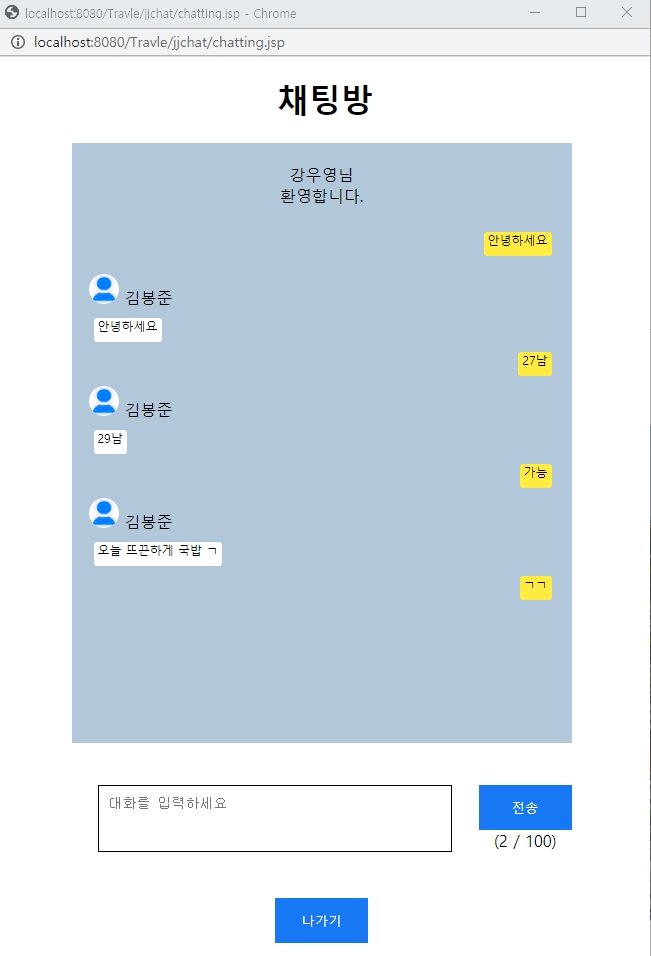 localhost:8080/Travle/jjchat/chatting.jsp - Chrome
localhost:8080/Travle/jjchat/chatting.jsp
채팅방
강우영님
환영합니다.
안녕하세요
김봉준
안녕하세요
27남
김봉준
29남
가능
김봉준
오늘 뜨끈하게 국밥 ㄱ
ㄱㄱ
대화를 입력하세요
전송
(2 / 100)
나가기